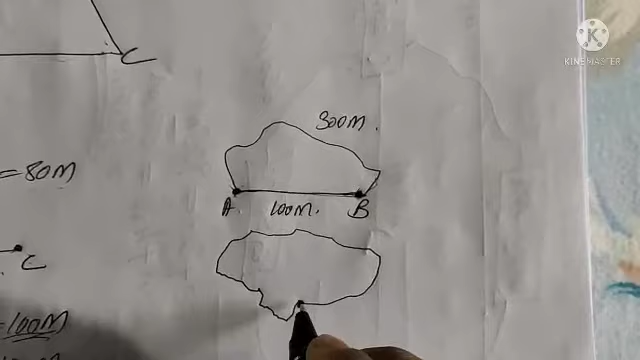 K
KINEMASTER
C
300M.
=80M
A. 100M. B
C
=100M